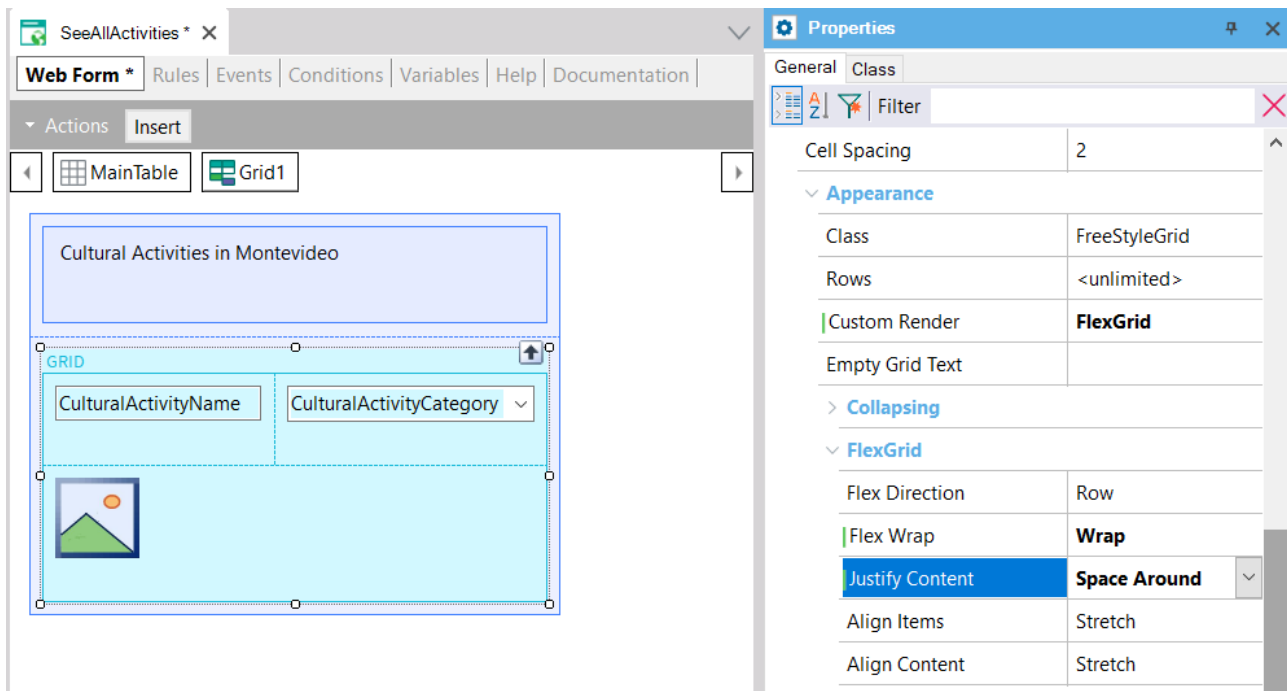 SeeAllActivities *
Web Form * Rules Events Conditions Variables Help Documentation
Actions Insert
MainTable Grid1
Cultural Activities in Montevideo
GRID
CulturalActivityName CulturalActivityCategory
Properties
General Class
A Z Filter
Cell Spacing 2
Appearance
Class FreeStyleGrid
Rows <unlimited>
Custom Render FlexGrid
Empty Grid Text
Collapsing
FlexGrid
Flex Direction Row
Flex Wrap Wrap
Justify Content Space Around
Align Items Stretch
Align Content Stretch